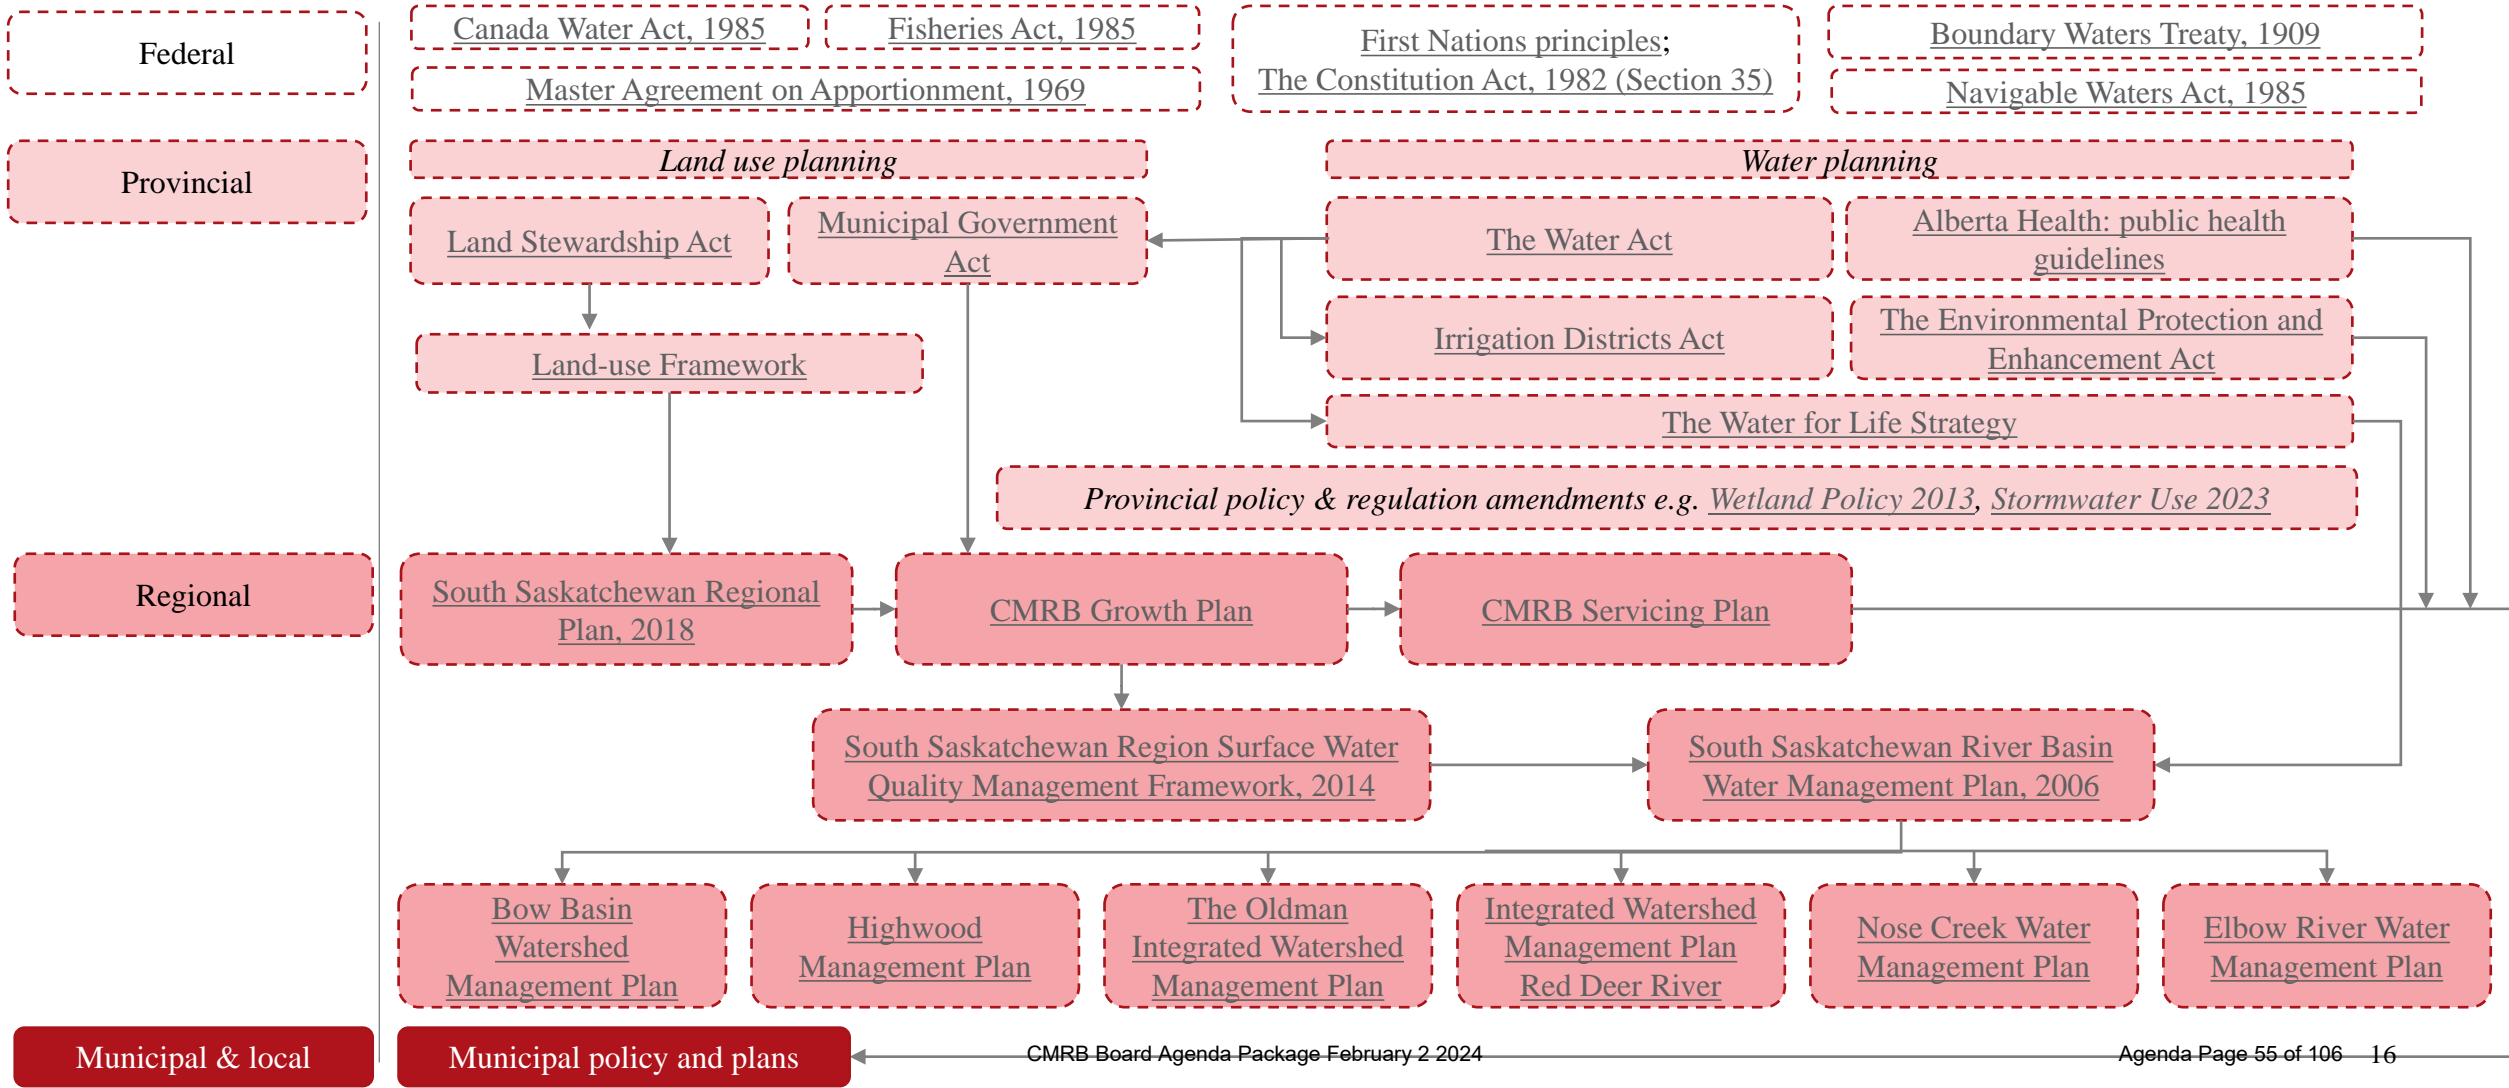 Federal
Canada Water Act, 1985
Fisheries Act, 1985
Master Agreement on Apportionment, 1969
First Nations principles;
The Constitution Act, 1982 (Section 35)
Boundary Waters Treaty, 1909
Navigable Waters Act, 1985
Provincial
Land use planning
Water planning
Land Stewardship Act
Municipal Government
Act
The Water Act
Alberta Health: public health
guidelines
Land-use Framework
Irrigation Districts Act
The Environmental Protection and
Enhancement Act
The Water for Life Strategy
Provincial policy & regulation amendments e.g. Wetland Policy 2013, Stormwater Use 2023
Regional
South Saskatchewan Regional
Plan, 2018
CMRB Growth Plan
CMRB Servicing Plan
South Saskatchewan Region Surface Water
Quality Management Framework, 2014
South Saskatchewan River Basin
Water Management Plan, 2006
Bow Basin
Watershed
Management Plan
Highwood
Management Plan
The Oldman
Integrated Watershed
Management Plan
Integrated Watershed
Management Plan
Red Deer River
Nose Creek Water
Management Plan
Elbow River Water
Management Plan
Municipal & local
Municipal policy and plans
CMRB Board Agenda Package February 2 2024
Agenda Page 55 of 106
16